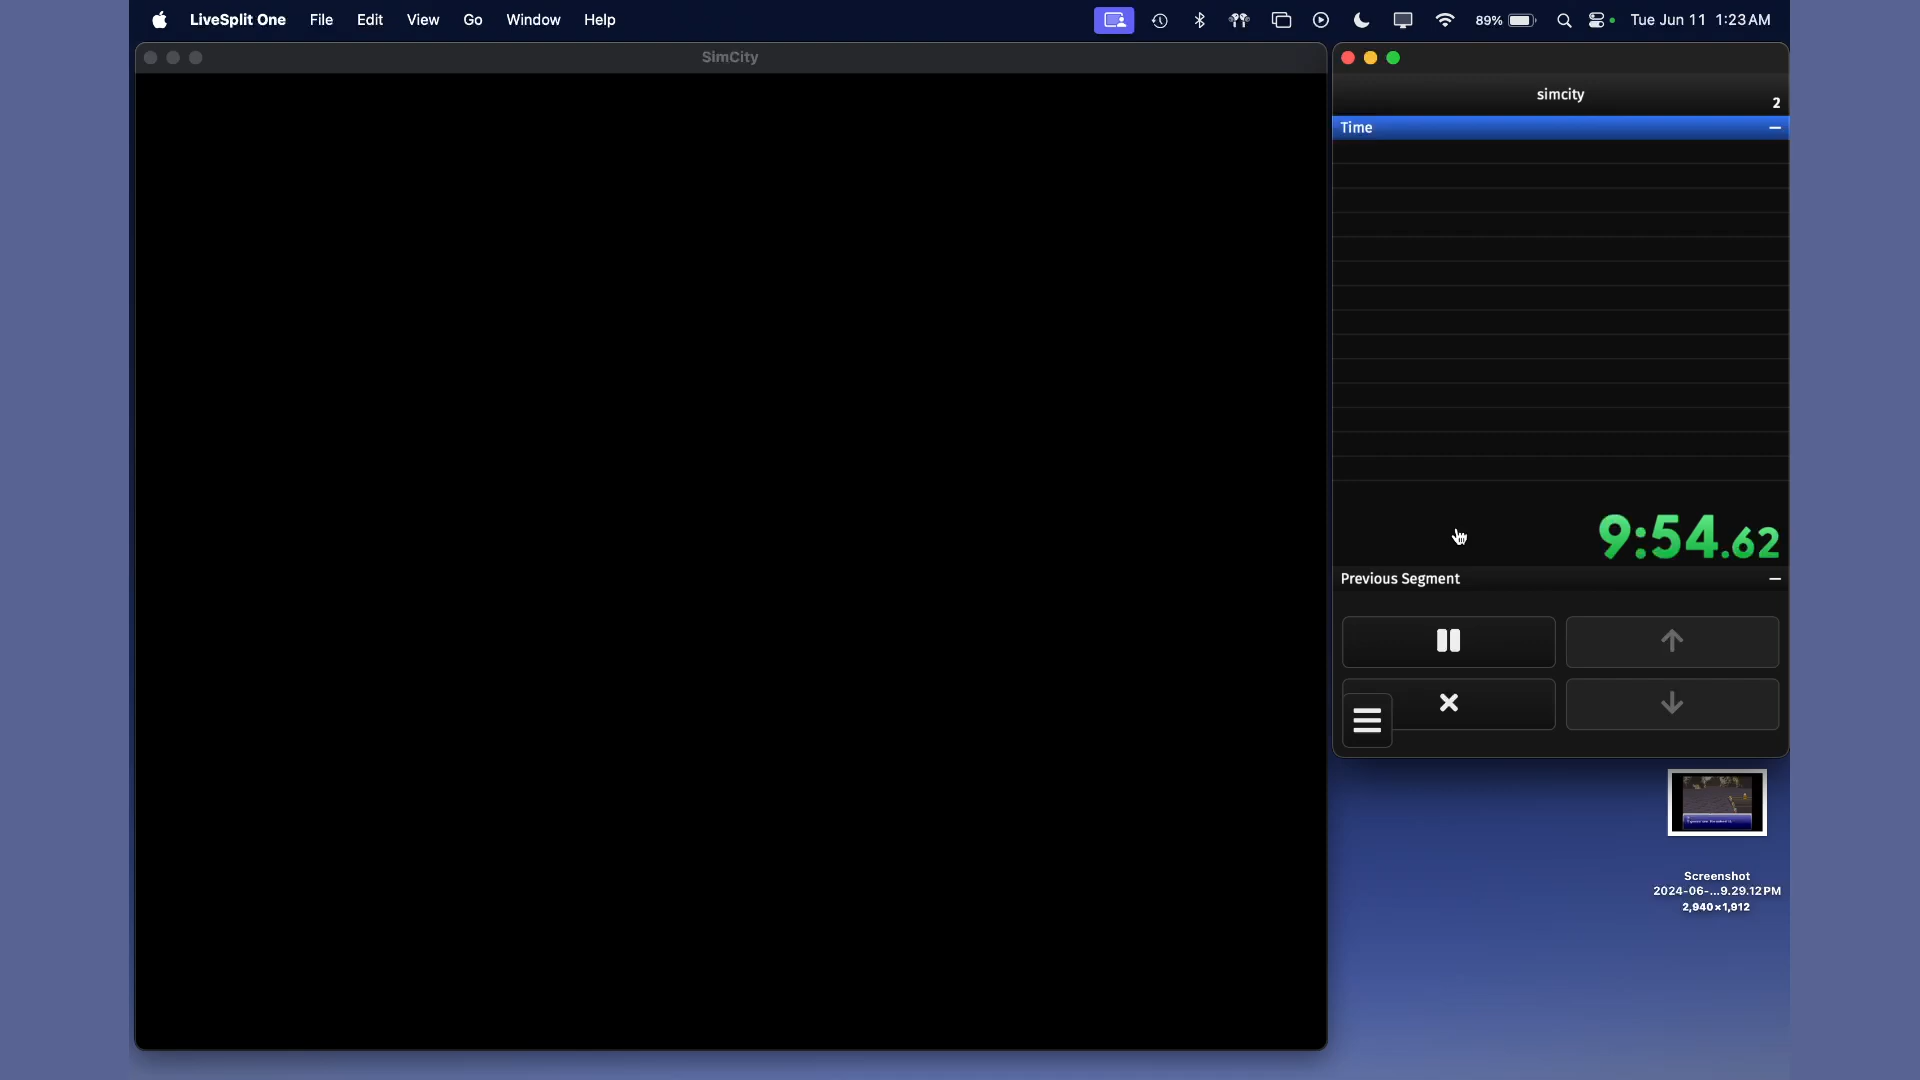 LiveSplit One File Edit View Go Window Help
89% Tue Jun 11 1:23 AM
SimCity
simcity
2
Time —
9:54.62
Previous Segment —
Screenshot
2024-06-...9.29.12 PM
2,940×1,912